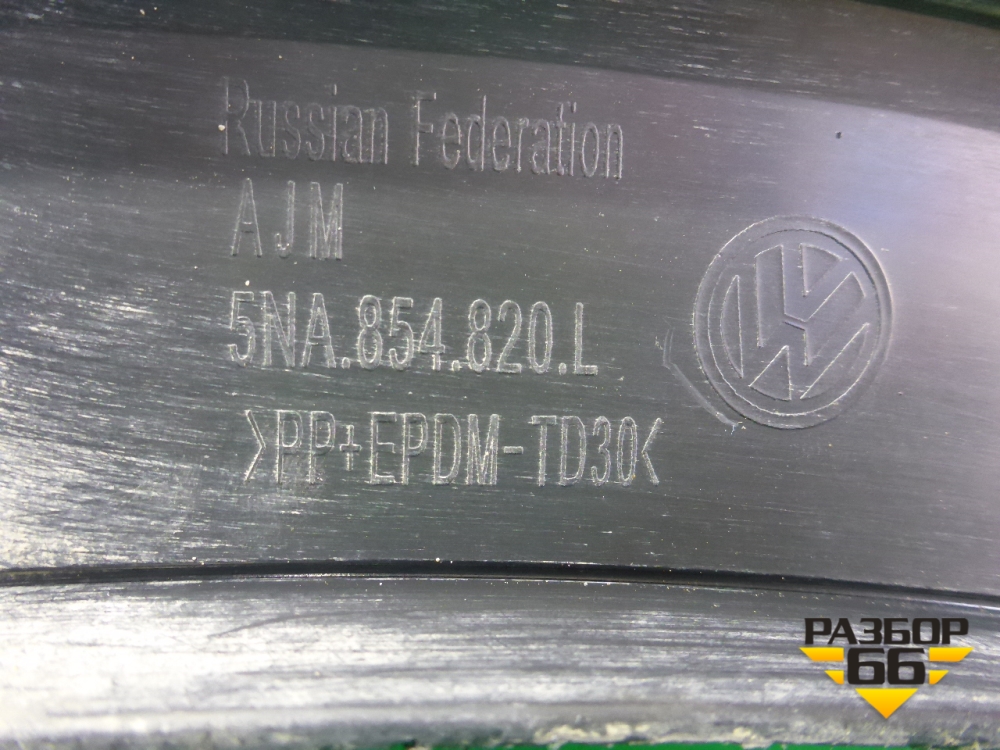 Russian Federation
AJM
5NA.854.820.L
>PP+EPDM-TD30<
РАЗБОР
66